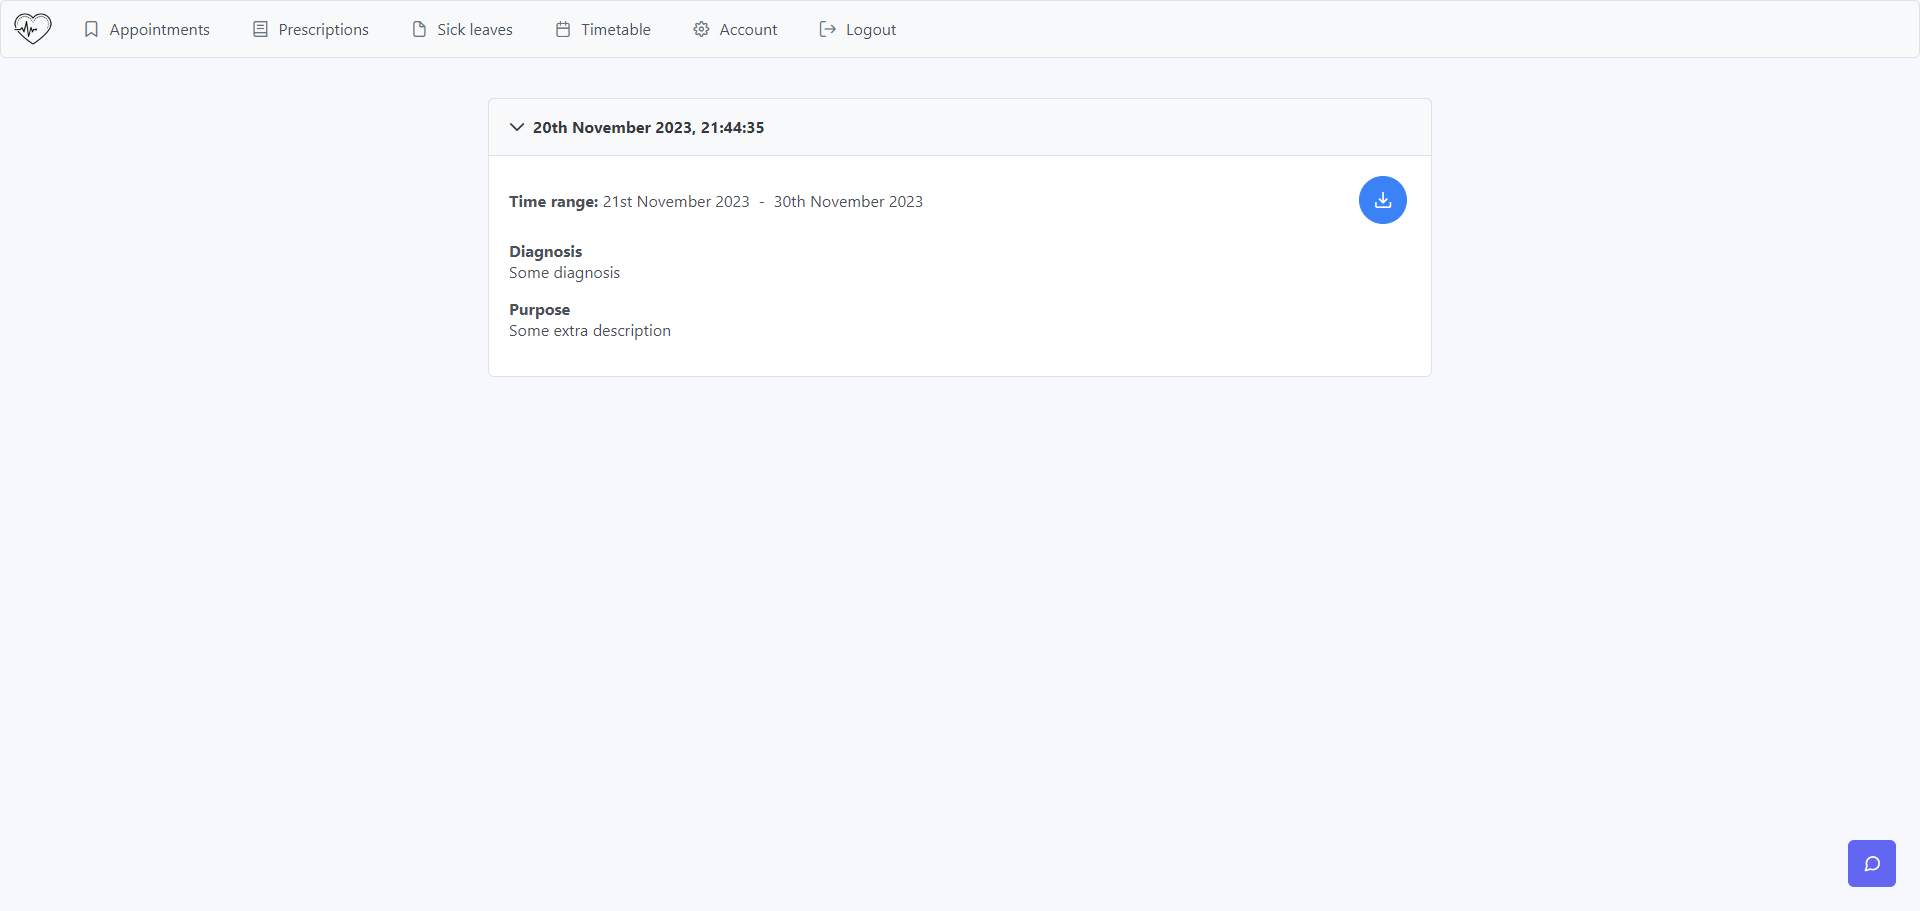 Appointments Prescriptions Sick leaves Timetable Account Logout
20th November 2023, 21:44:35
Time range: 21st November 2023 - 30th November 2023
Diagnosis
Some diagnosis
Purpose
Some extra description